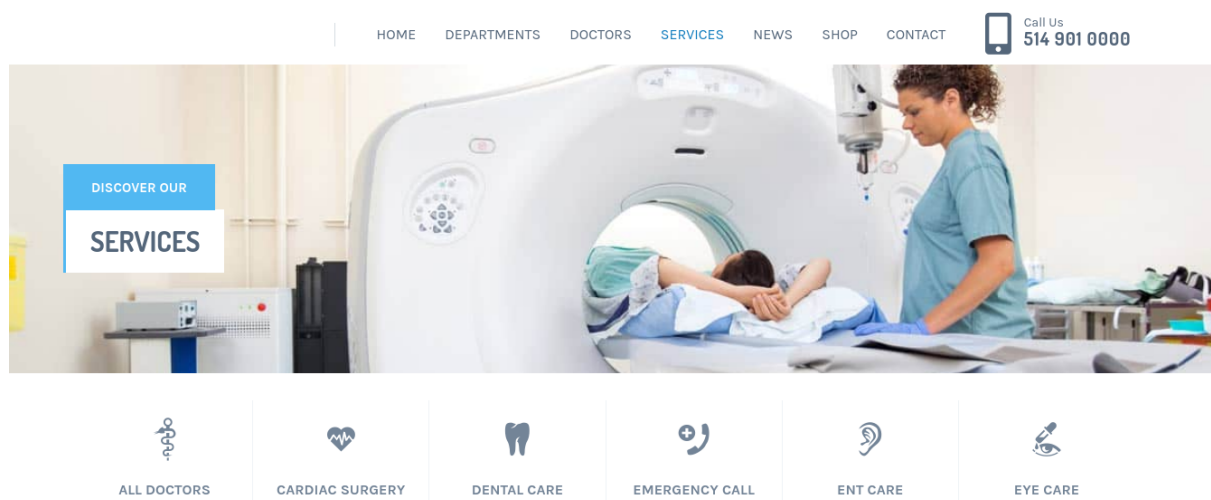 HOME DEPARTMENTS DOCTORS SERVICES NEWS SHOP CONTACT
Call Us
514 901 0000
DISCOVER OUR
SERVICES
ALL DOCTORS CARDIAC SURGERY DENTAL CARE EMERGENCY CALL ENT CARE EYE CARE